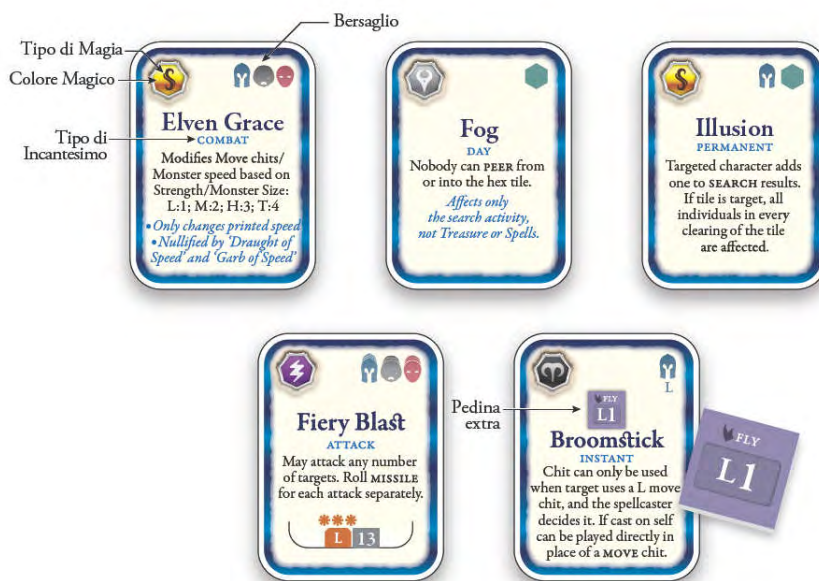 Bersaglio
Tipo di Magia
Colore Magico
Tipo di
Incantesimo
S
Elven Grace
COMBAT
Modifies Move chits/
Monster speed based on
Strength/Monster Size:
L:1; M:2; H:3; T:4
•Only changes printed speed
•Nullified by ‘Draught of
Speed’ and ‘Garb of Speed’
Fog
DAY
Nobody can PEER from
or into the hex tile.
Affects only
the search activity,
not Treasure or Spells.
S
Illusion
PERMANENT
Targeted character adds
one to SEARCH results.
If tile is target, all
individuals in every
clearing of the tile
are affected.
Fiery Blast
ATTACK
May attack any number
of targets. Roll MISSILE
for each attack separately.
L 13
Pedina
extra
L
FLY
L1
Broomstick
INSTANT
Chit can only be used
when target uses a L move
chit, and the spellcaster
decides it. If cast on self
can be played directly in
place of a MOVE chit.
FLY
L1